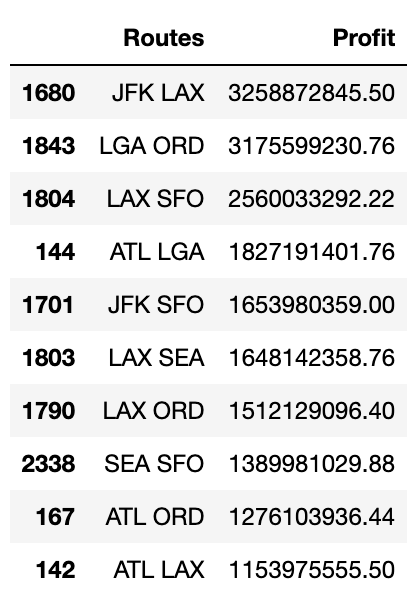 Routes Profit
1680 JFK LAX 3258872845.50
1843 LGA ORD 3175599230.76
1804 LAX SFO 2560033292.22
144 ATL LGA 1827191401.76
1701 JFK SFO 1653980359.00
1803 LAX SEA 1648142358.76
1790 LAX ORD 1512129096.40
2338 SEA SFO 1389981029.88
167 ATL ORD 1276103936.44
142 ATL LAX 1153975555.50